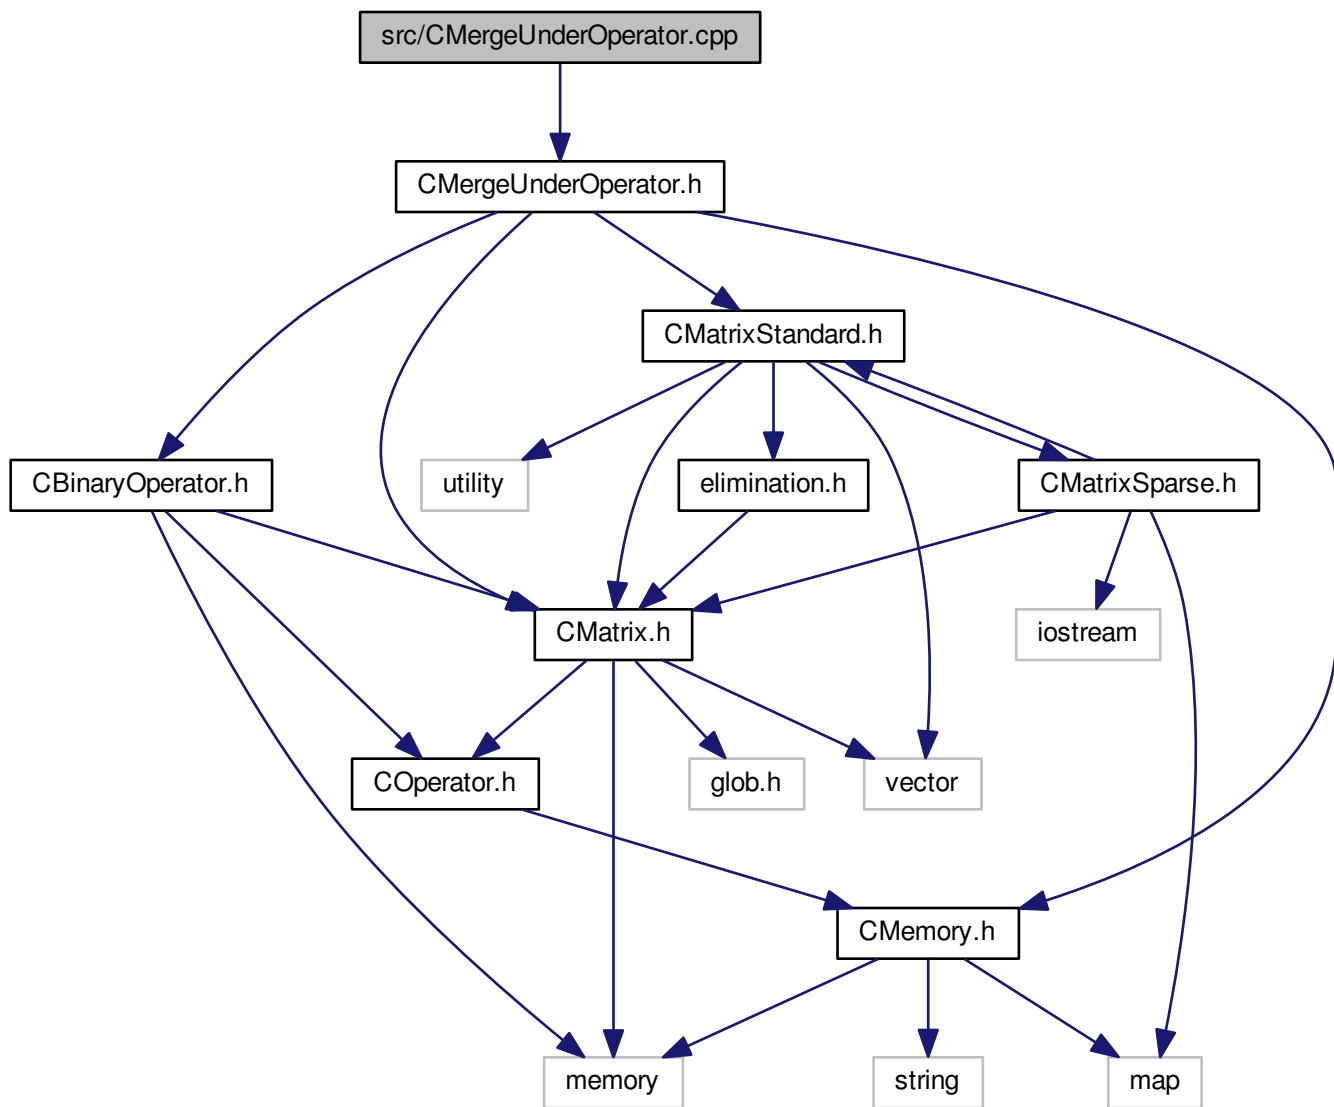 src/CMergeUnderOperator.cpp
CMergeUnderOperator.h
CMatrixStandard.h
CBinaryOperator.h
utility
elimination.h
CMatrixSparse.h
CMatrix.h
iostream
COperator.h
glob.h
vector
CMemory.h
memory
string
map